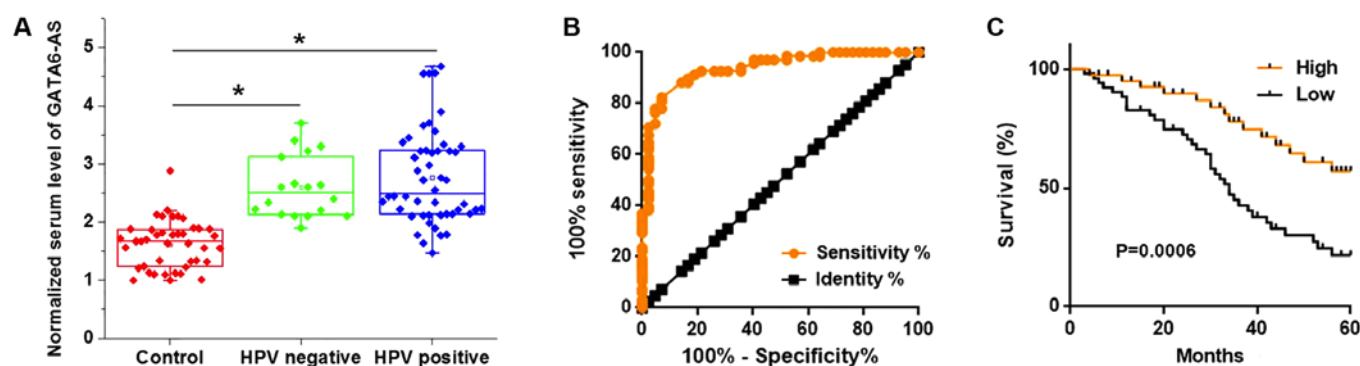 A
Normalized serum level of GATA6-AS
5
4
3
2
1
0
*
*
Control
HPV negative
HPV positive
B
100% sensitivity
100
80
60
40
20
0
Sensitivity %
Identity %
0
20
40
60
80
100
100% - Specificity%
C
Survival (%)
100
50
0
High
Low
P=0.0006
0
20
40
60
Months